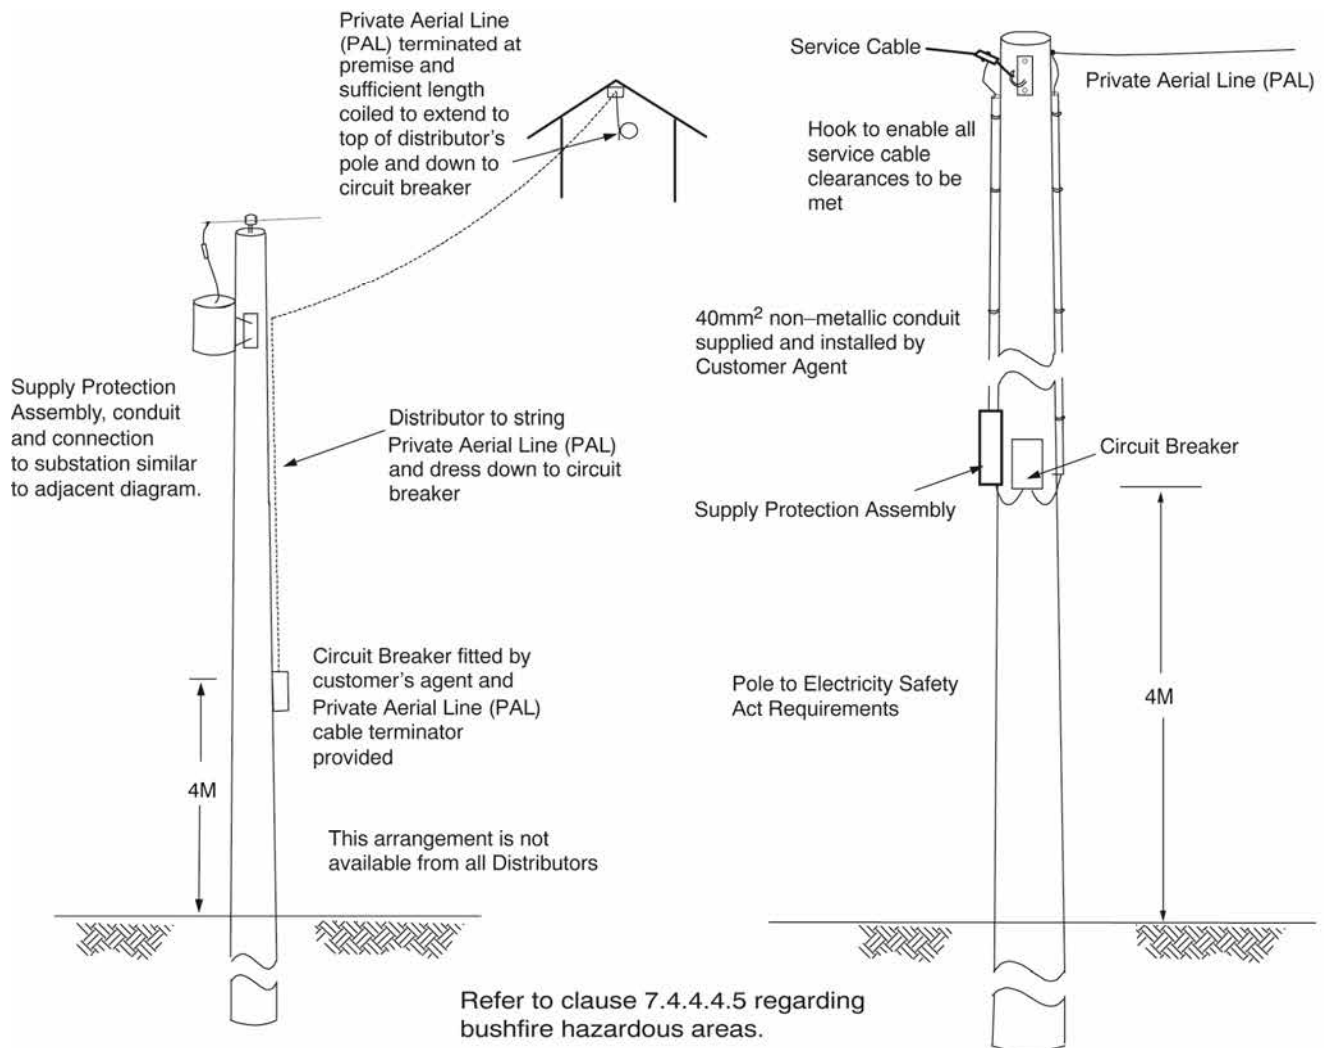 Private Aerial Line
(PAL) terminated at
premise and
sufficient length
coiled to extend to
top of distributor's
pole and down to
circuit breaker
Supply Protection
Assembly, conduit
and connection
to substation similar
to adjacent diagram.
Distributor to string
Private Aerial Line (PAL)
and dress down to circuit
breaker
Circuit Breaker fitted by
customer's agent and
Private Aerial Line (PAL)
cable terminator
provided
4M
This arrangement is not
available from all Distributors
Service Cable
Private Aerial Line (PAL)
Hook to enable all
service cable
clearances to be
met
40mm² non–metallic conduit
supplied and installed by
Customer Agent
Circuit Breaker
Supply Protection Assembly
Pole to Electricity Safety
Act Requirements
4M
Refer to clause 7.4.4.4.5 regarding
bushfire hazardous areas.